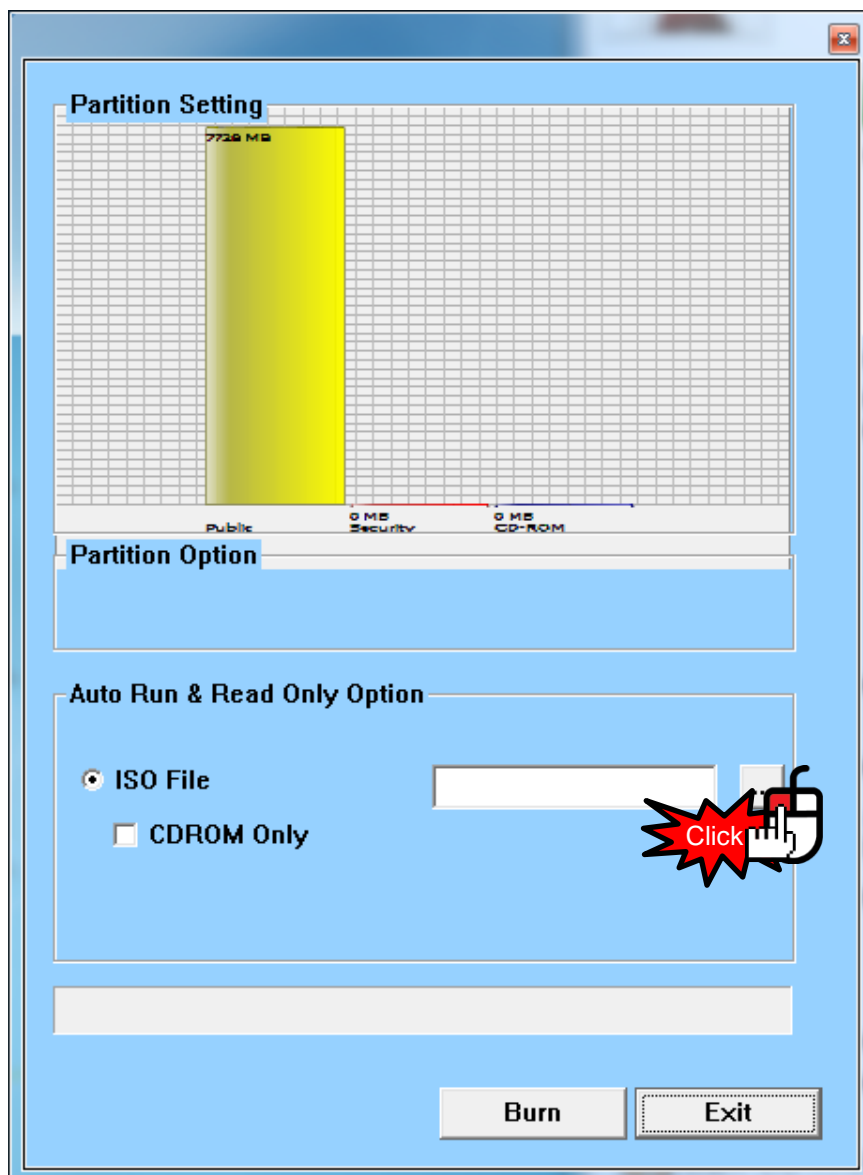 Partition Setting
7728 MB
0 MB
0 MB
Public
Security
CD-ROM
Partition Option
Auto Run & Read Only Option
ISO File
...
CDROM Only
Click
Burn
Exit